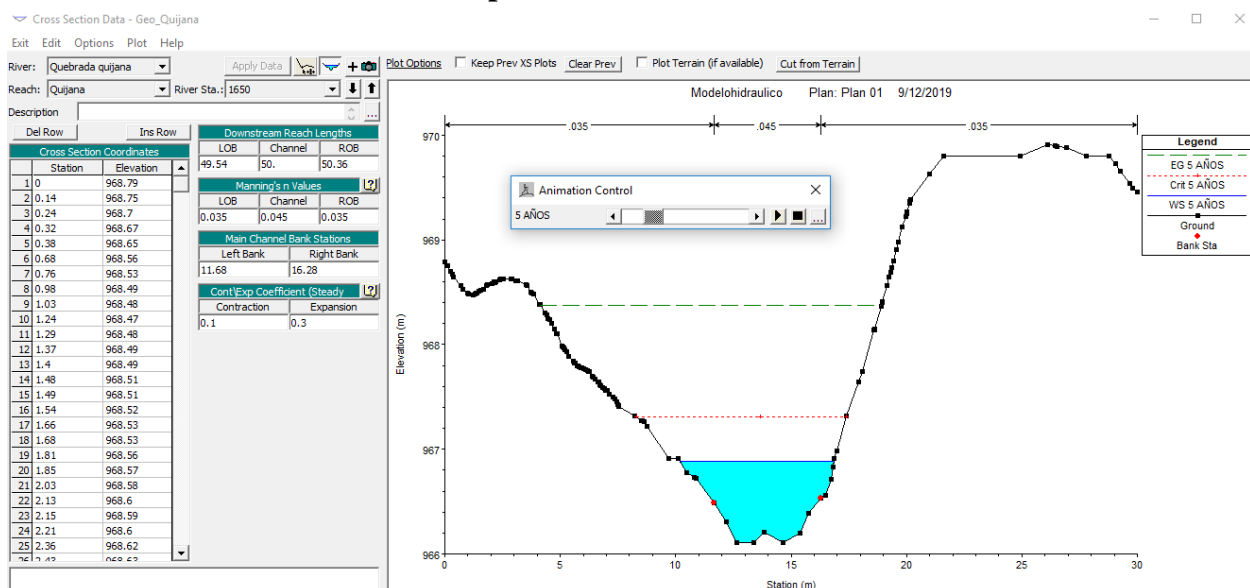 Cross Section Data - Geo_Quijana
Exit Edit Options Plot Help
River: Quebrada quijana
Apply Data
Plot Options Keep Prev XS Plots Clear Prev Plot Terrain (if available) Cut from Terrain
Reach: Quijana River Sta.: 1650
Description
...
Del Row Ins Row
Cross Section Coordinates
Station Elevation
1 0 968.79
2 0.14 968.75
3 0.24 968.7
4 0.32 968.67
5 0.38 968.65
6 0.68 968.56
7 0.76 968.53
8 0.98 968.49
9 1.03 968.48
10 1.24 968.47
11 1.29 968.48
12 1.37 968.49
13 1.4 968.49
14 1.48 968.51
15 1.49 968.51
16 1.54 968.52
17 1.66 968.53
18 1.68 968.53
19 1.81 968.56
20 1.85 968.57
21 2.03 968.58
22 2.13 968.6
23 2.15 968.59
24 2.21 968.6
25 2.36 968.62
26 2.43 968.63
Downstream Reach Lengths
LOB Channel ROB
49.54 50. 50.36
Manning's n Values
LOB Channel ROB
0.035 0.045 0.035
Main Channel Bank Stations
Left Bank Right Bank
11.68 16.28
Cont\Exp Coefficient (Steady
Contraction Expansion
0.1 0.3
Modelohidraulico Plan: Plan 01 9/12/2019
.035 .045 .035
Animation Control
5 AÑOS
...
Legend
EG 5 AÑOS
Crit 5 AÑOS
WS 5 AÑOS
Ground
Bank Sta
970
969
968
967
966
Elevation (m)
0 5 10 15 20 25 30
Station (m)